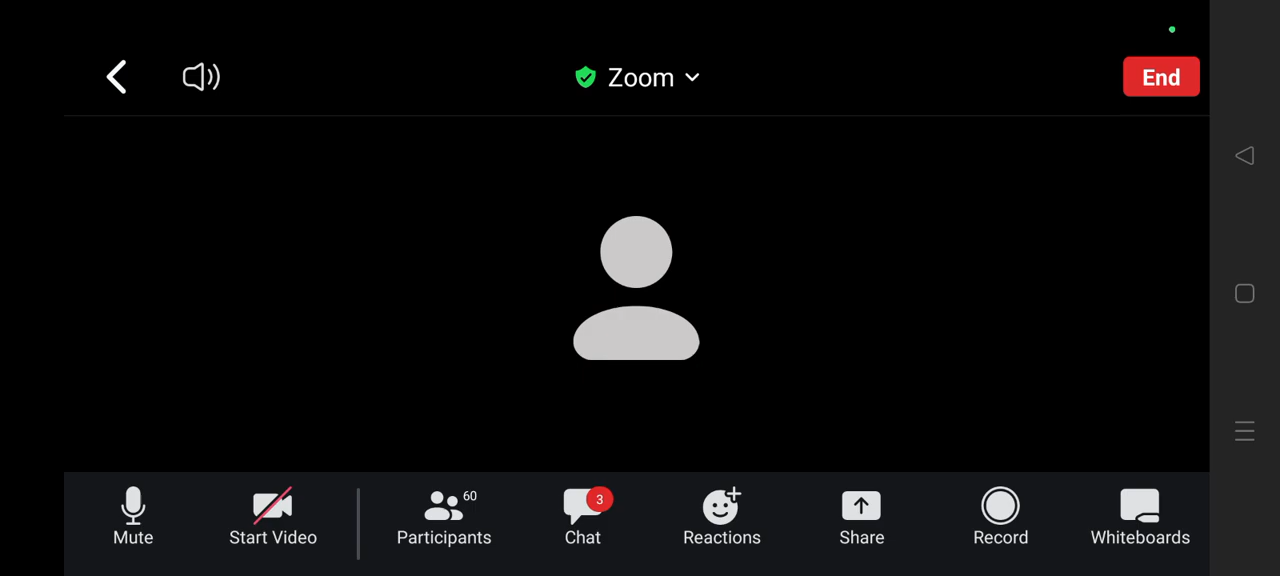 Zoom
End
60
3
Mute
Start Video
Participants
Chat
Reactions
Share
Record
Whiteboards